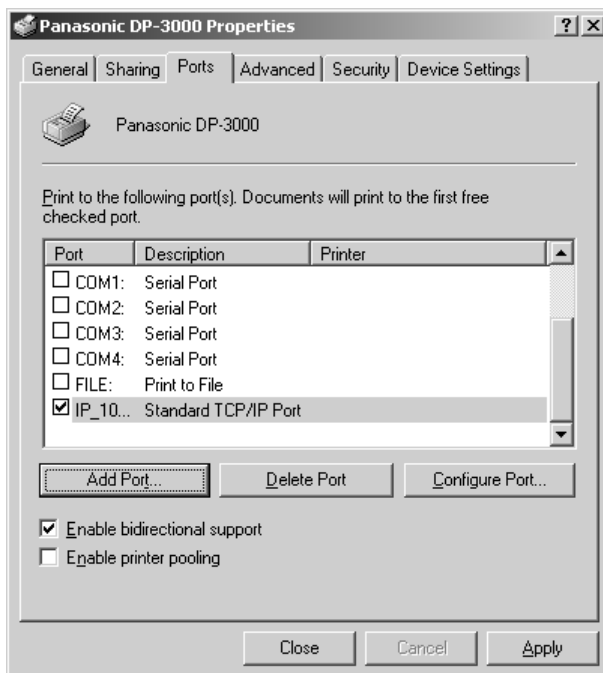 Panasonic DP-3000 Properties
General Sharing Ports Advanced Security Device Settings
Panasonic DP-3000
Print to the following port(s). Documents will print to the first free
checked port.
Port Description Printer
COM1: Serial Port
COM2: Serial Port
COM3: Serial Port
COM4: Serial Port
FILE: Print to File
IP_10... Standard TCP/IP Port
Add Port... Delete Port Configure Port...
Enable bidirectional support
Enable printer pooling
Close Cancel Apply